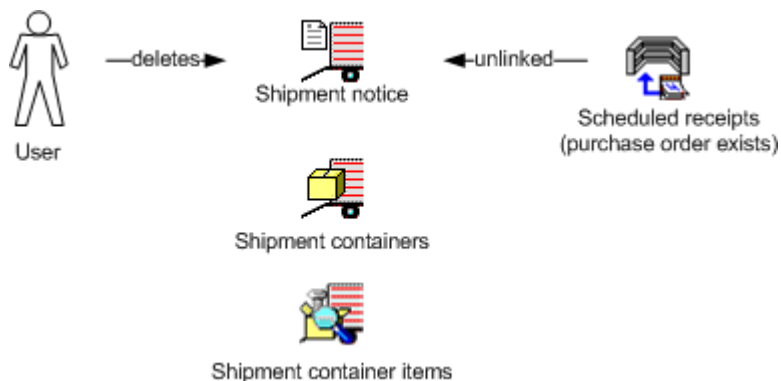 deletes
unlinked
Shipment notice
User
Scheduled receipts
(purchase order exists)
Shipment containers
Shipment container items